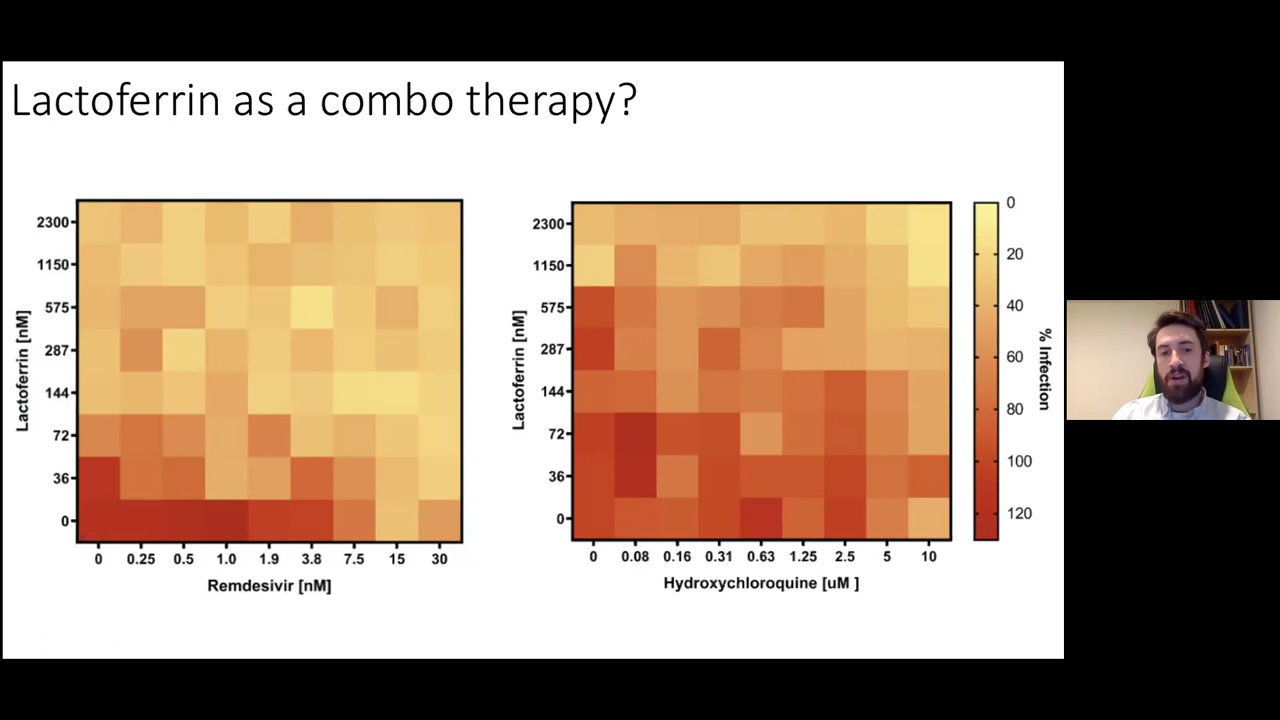 Lactoferrin as a combo therapy?
Lactoferrin [nM]
2300
1150
575
287
144
72
36
0
0 0.25 0.5 1.0 1.9 3.8 7.5 15 30
Remdesivir [nM]
Lactoferrin [nM]
2300
1150
575
287
144
72
36
0
0 0.08 0.16 0.31 0.63 1.25 2.5 5 10
Hydroxychloroquine [uM ]
0
20
40
60
80
100
120
% Infection